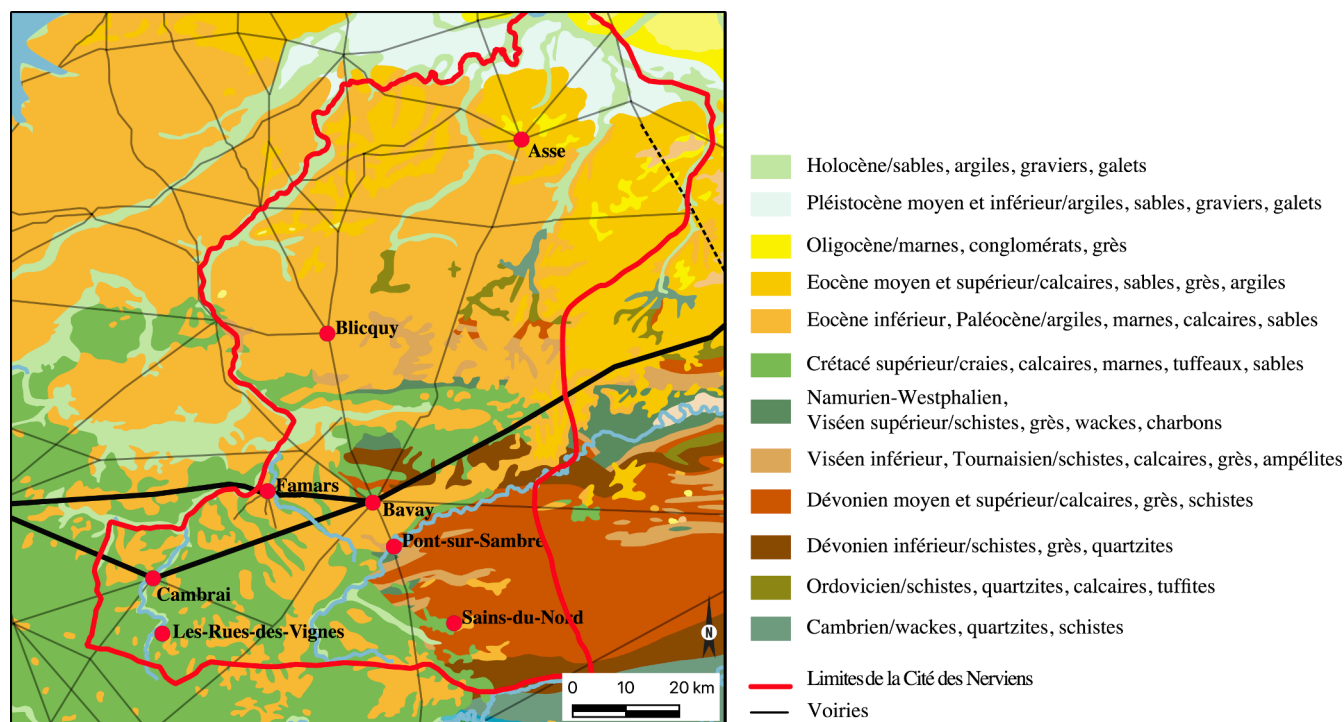 Asse
Blicquy
Famars
Bavay
Pont-sur-Sambre
Cambrai
Les-Rues-des-Vignes
Sains-du-Nord
N
0 10 20 km
Holocène/sables, argiles, graviers, galets
Pléistocène moyen et inférieur/argiles, sables, graviers, galets
Oligocène/marnes, conglomérats, grès
Eocène moyen et supérieur/calcaires, sables, grès, argiles
Eocène inférieur, Paléocène/argiles, marnes, calcaires, sables
Crétacé supérieur/craies, calcaires, marnes, tuffeaux, sables
Namurien-Westphalien,
Viséen supérieur/schistes, grès, wackes, charbons
Viséen inférieur, Tournaisien/schistes, calcaires, grès, ampélites
Dévonien moyen et supérieur/calcaires, grès, schistes
Dévonien inférieur/schistes, grès, quartzites
Ordovicien/schistes, quartzites, calcaires, tuffites
Cambrien/wackes, quartzites, schistes
Limites de la Cité des Nerviens
Voiries